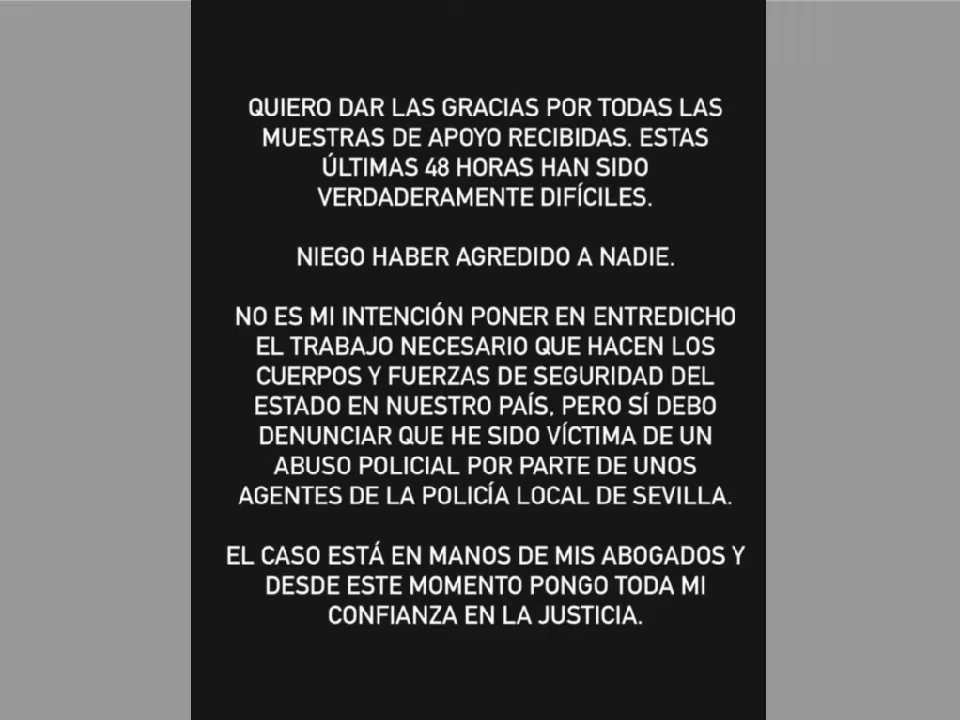 QUIERO DAR LAS GRACIAS POR TODAS LAS
MUESTRAS DE APOYO RECIBIDAS. ESTAS
ÚLTIMAS 48 HORAS HAN SIDO
VERDADERAMENTE DIFÍCILES.
NIEGO HABER AGREDIDO A NADIE.
NO ES MI INTENCIÓN PONER EN ENTREDICHO
EL TRABAJO NECESARIO QUE HACEN LOS
CUERPOS Y FUERZAS DE SEGURIDAD DEL
ESTADO EN NUESTRO PAÍS, PERO SÍ DEBO
DENUNCIAR QUE HE SIDO VÍCTIMA DE UN
ABUSO POLICIAL POR PARTE DE UNOS
AGENTES DE LA POLICÍA LOCAL DE SEVILLA.
EL CASO ESTÁ EN MANOS DE MIS ABOGADOS Y
DESDE ESTE MOMENTO PONGO TODA MI
CONFIANZA EN LA JUSTICIA.